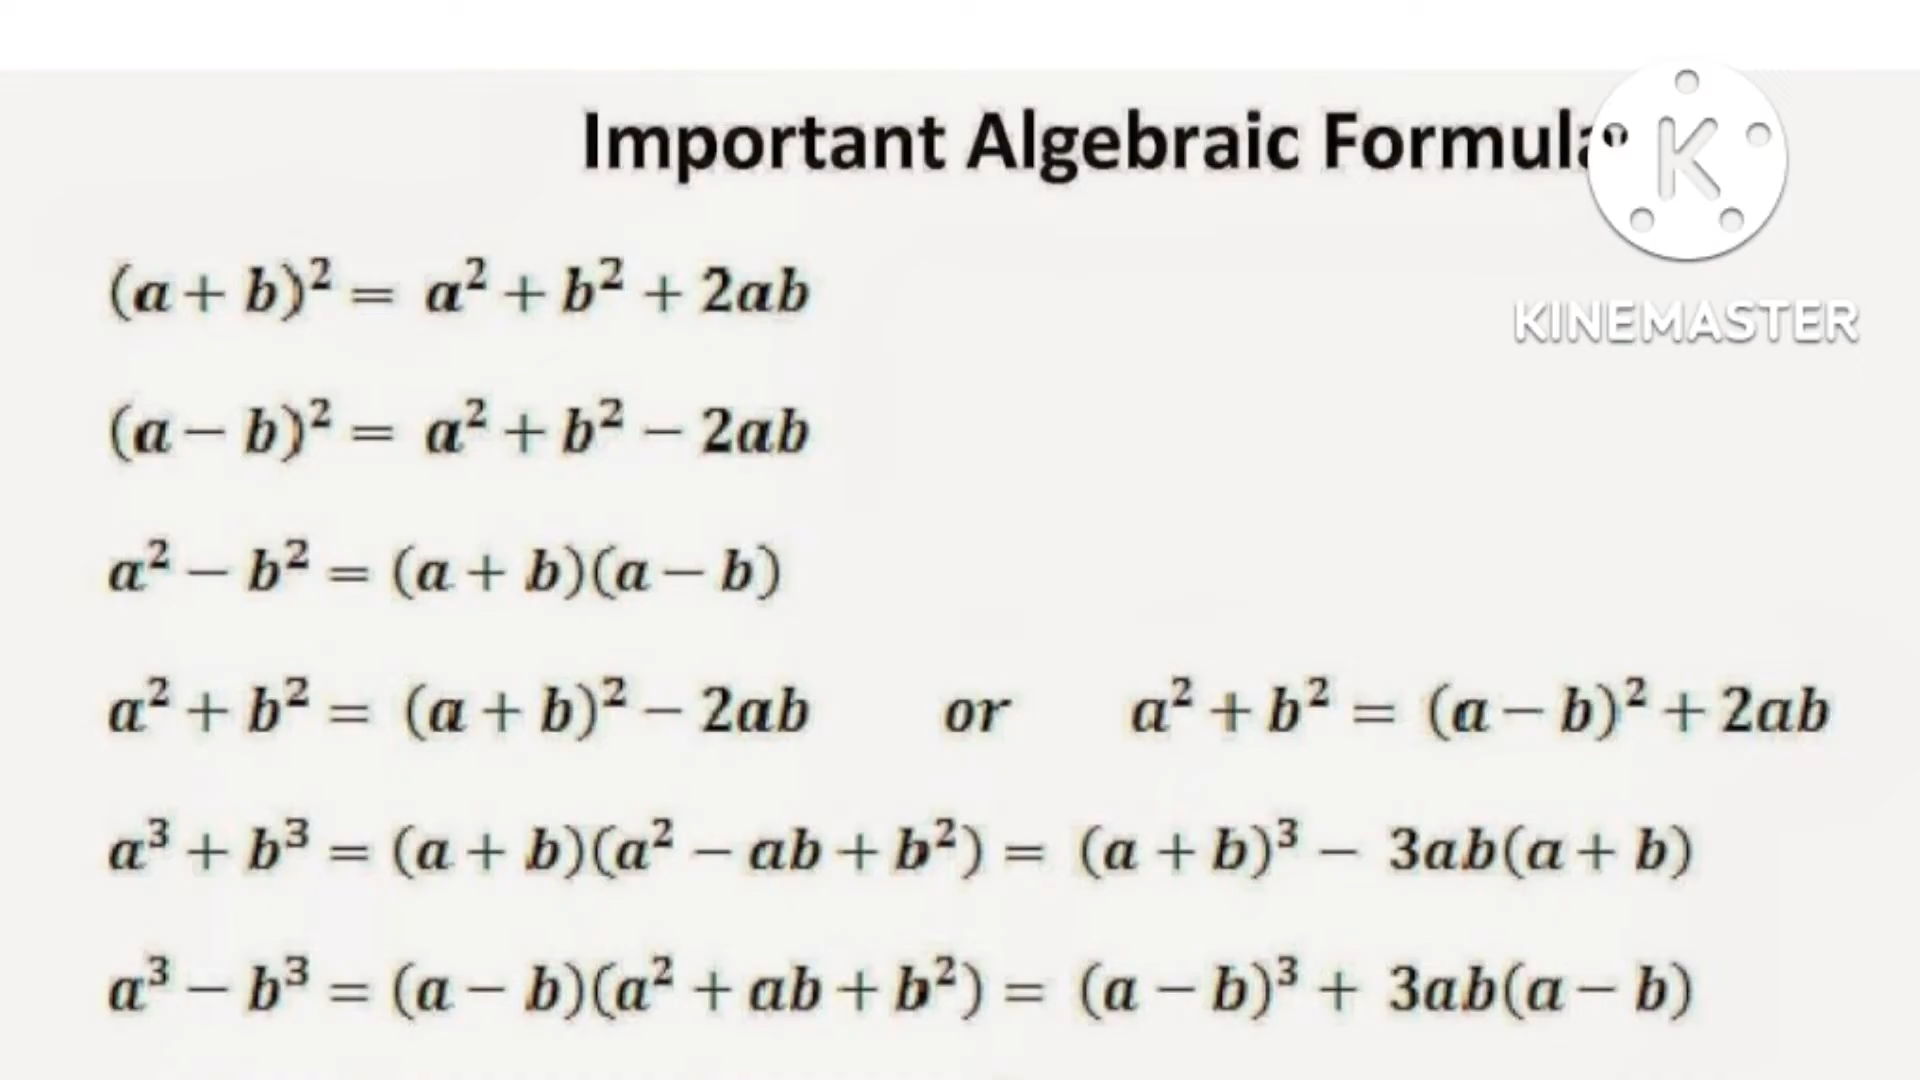 Important Algebraic
K
KINEMASTER
(a + b)² = a² + b² + 2ab
(a − b)² = a² + b² − 2ab
a² − b² = (a + b)(a − b)
a² + b² = (a + b)² − 2ab or a² + b² = (a − b)² + 2ab
a³ + b³ = (a + b)(a² − ab + b²) = (a + b)³ − 3ab(a + b)
a³ − b³ = (a − b)(a² + ab + b²) = (a − b)³ + 3ab(a − b)